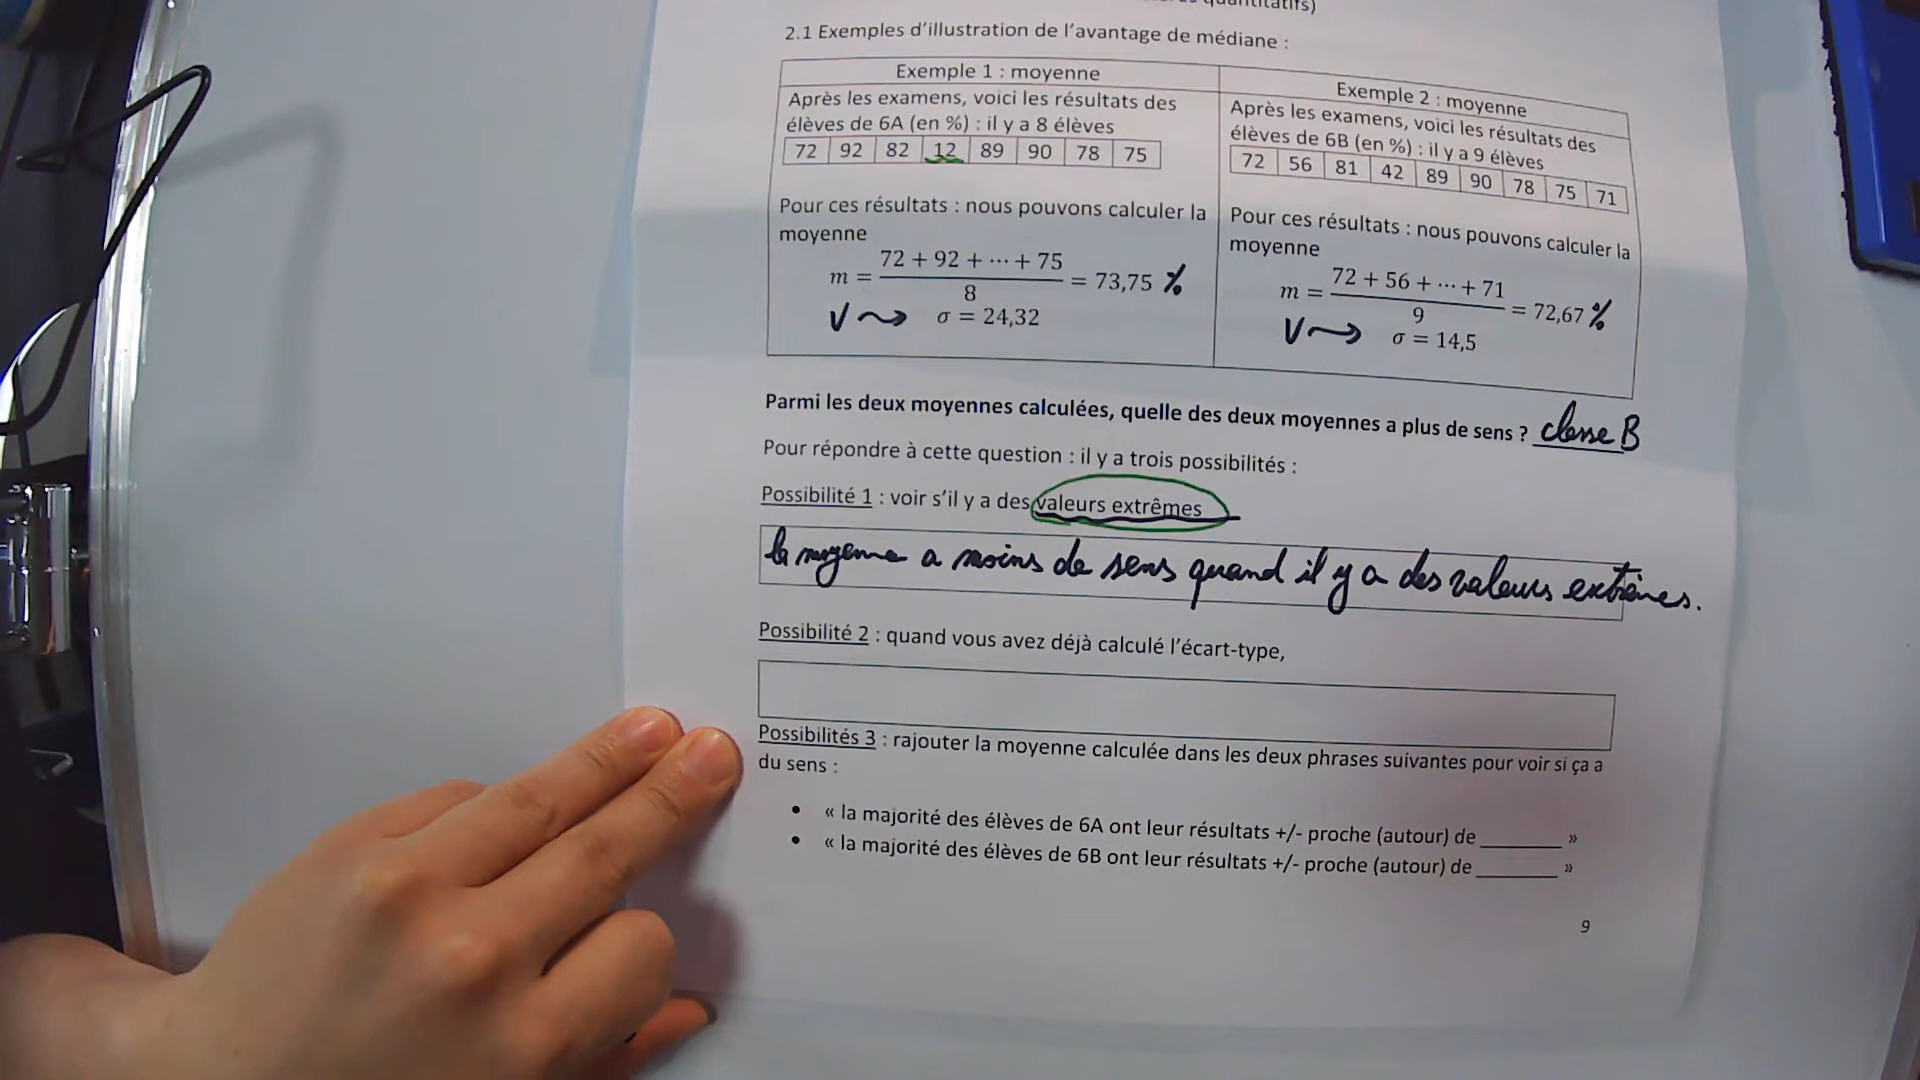 quantitatifs)
2.1 Exemples d'illustration de l'avantage de médiane :
Exemple 1 : moyenne
Après les examens, voici les résultats des
élèves de 6A (en %) : il y a 8 élèves
72 92 82 12 89 90 78 75
Pour ces résultats : nous pouvons calculer la
moyenne
m = (72 + 92 + ⋯ + 75) / 8 = 73,75 %
V → σ = 24,32
Exemple 2 : moyenne
Après les examens, voici les résultats des
élèves de 6B (en %) : il y a 9 élèves
72 56 81 42 89 90 78 75 71
Pour ces résultats : nous pouvons calculer la
moyenne
m = (72 + 56 + ⋯ + 71) / 9 = 72,67 %
V → σ = 14,5
Parmi les deux moyennes calculées, quelle des deux moyennes a plus de sens ? classe B
Pour répondre à cette question : il y a trois possibilités :
Possibilité 1 : voir s'il y a des valeurs extrêmes
la moyenne a moins de sens quand il y a des valeurs extrêmes.
Possibilité 2 : quand vous avez déjà calculé l'écart-type,
Possibilités 3 : rajouter la moyenne calculée dans les deux phrases suivantes pour voir si ça a
du sens :
• « la majorité des élèves de 6A ont leur résultats +/- proche (autour) de ________ »
• « la majorité des élèves de 6B ont leur résultats +/- proche (autour) de ________ »
9